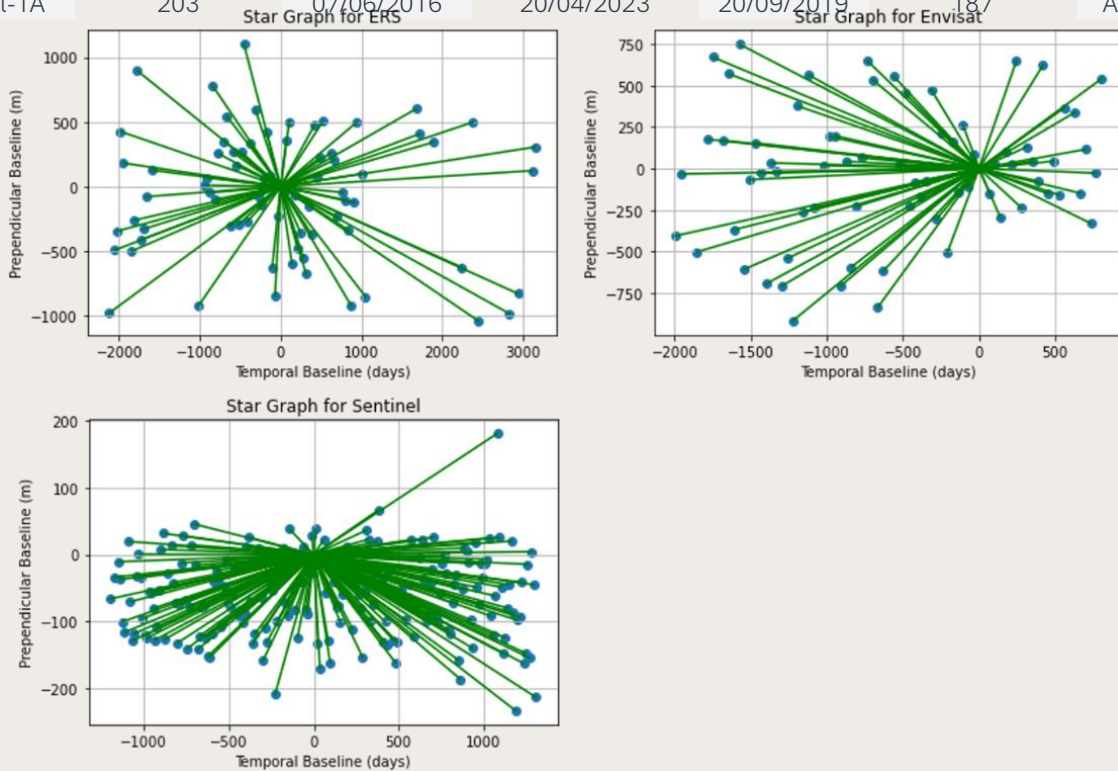 l-1A 203 07/06/2016 20/04/2023 20/09/2019 187 A
Star Graph for ERS
1000
500
0
−500
−1000
Prependicular Baseline (m)
−2000 −1000 0 1000 2000 3000
Temporal Baseline (days)
Star Graph for Envisat
750
500
250
0
−250
−500
−750
Prependicular Baseline (m)
−2000 −1500 −1000 −500 0 500
Temporal Baseline (days)
Star Graph for Sentinel
200
100
0
−100
−200
Prependicular Baseline (m)
−1000 −500 0 500 1000
Temporal Baseline (days)